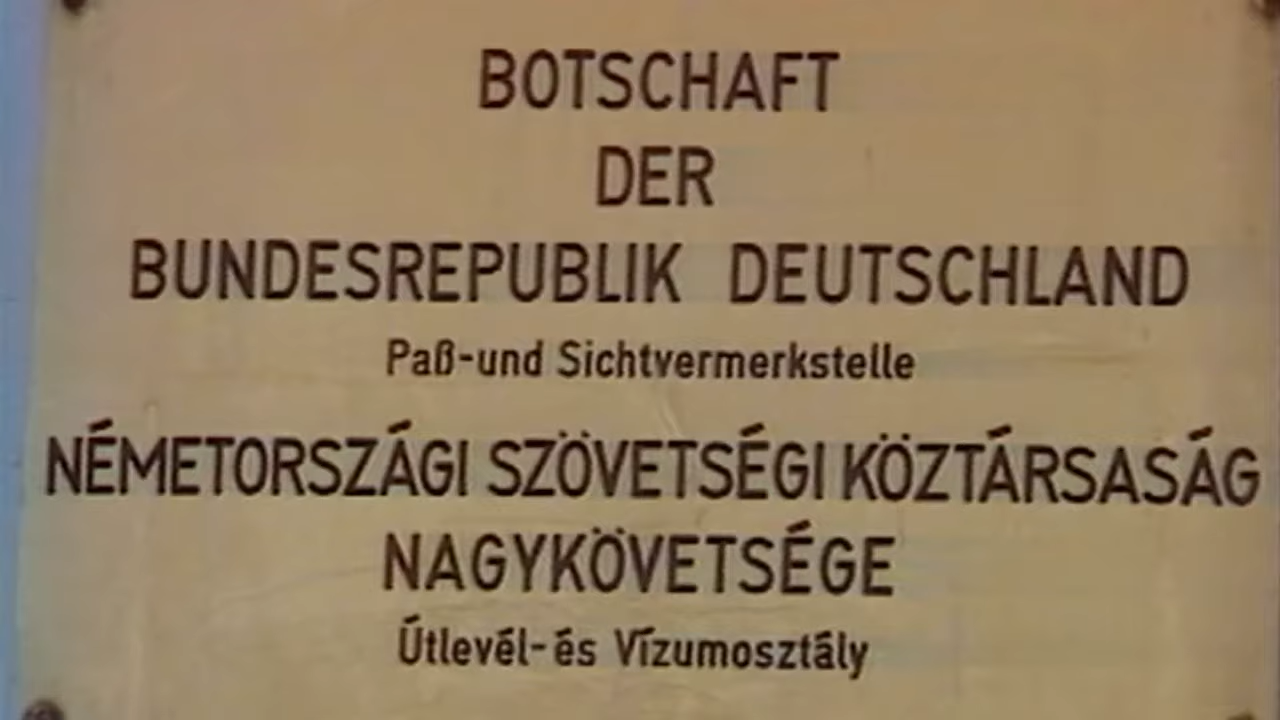 BOTSCHAFT
DER
BUNDESREPUBLIK DEUTSCHLAND
Paß-und Sichtvermerkstelle
NÉMETORSZÁGI SZÖVETSÉGI KÖZTÁRSASÁG
NAGYKÖVETSÉGE
Útlevél-és Vízumosztály